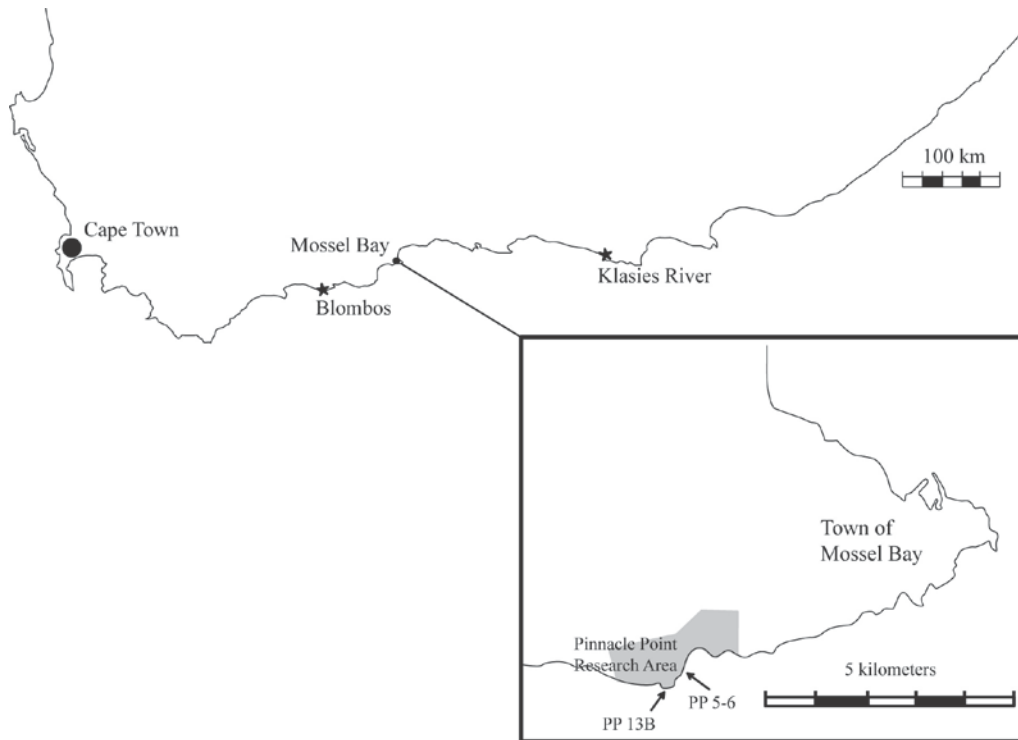 100 km
Cape Town
Mossel Bay
Klasies River
Blombos
Town of
Mossel Bay
Pinnacle Point
Research Area
5 kilometers
PP 5-6
PP 13B